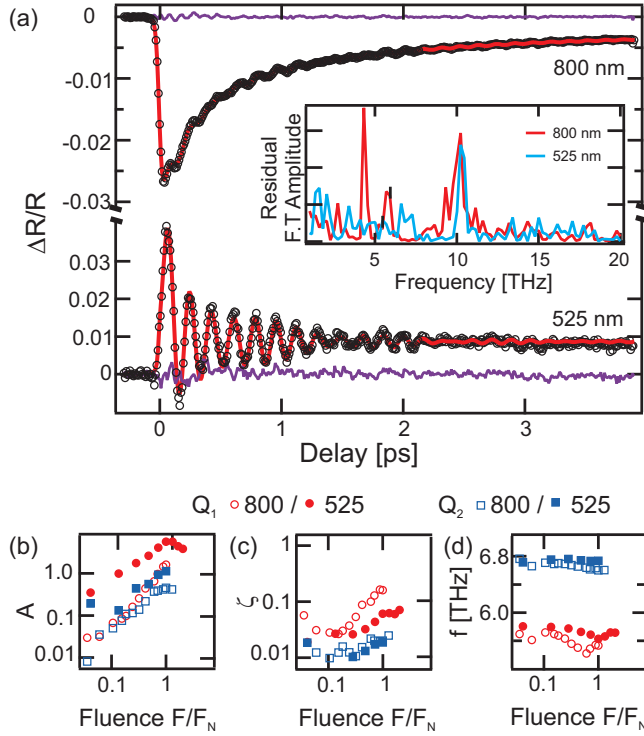 (a)
0
-0.01
-0.02
-0.03
0.03
0.02
0.01
0
ΔR/R
800 nm
525 nm
Residual
F.T Amplitude
800 nm
525 nm
5
10
15
20
Frequency [THz]
0
1
2
3
Delay [ps]
Q1 800 / 525
Q2 800 / 525
(b)
A
1.0
0.1
0.01
0.1
1
Fluence F/FN
(c)
ζ
1
0.1
0.01
0.1
1
Fluence F/FN
(d)
f [THz]
6.8
6.0
0.1
1
Fluence F/FN